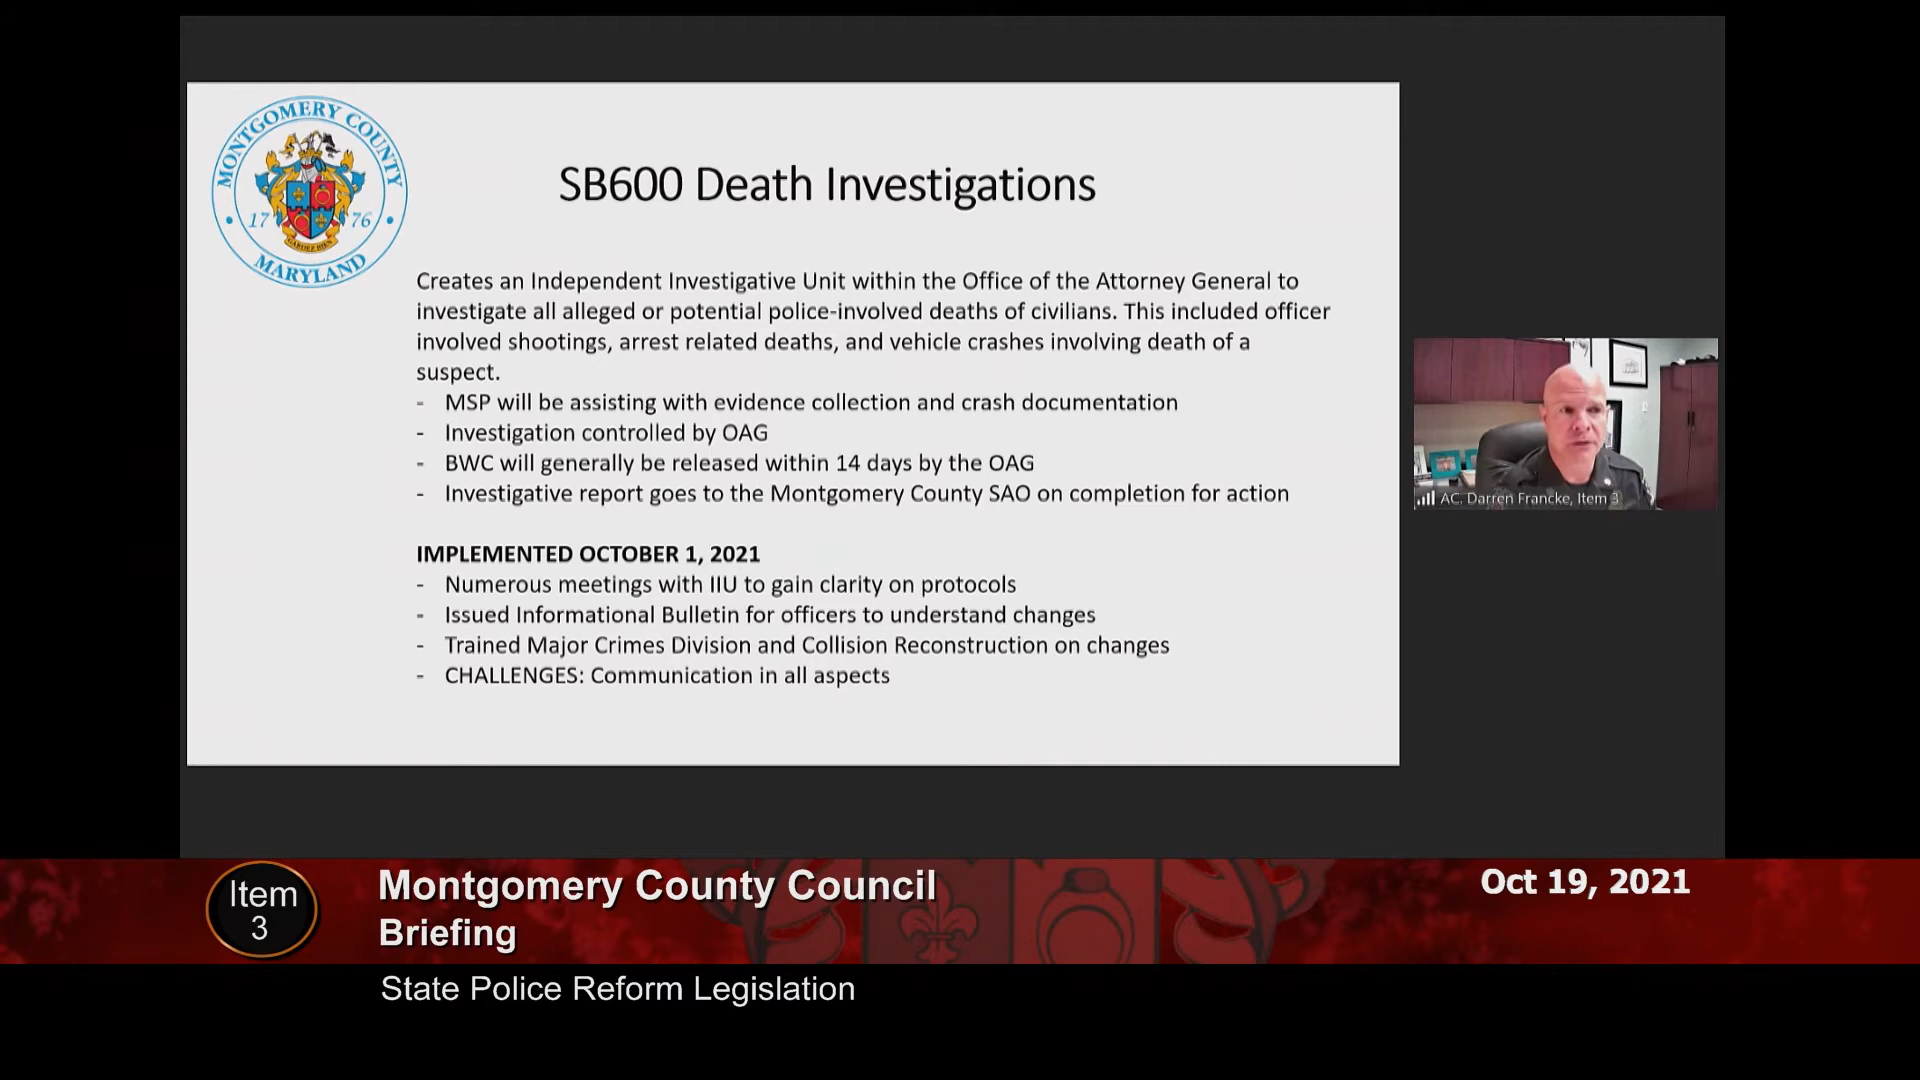 MONTGOMERY COUNTY
17 76
GARDEZ BIEN
MARYLAND
SB600 Death Investigations
Creates an Independent Investigative Unit within the Office of the Attorney General to
investigate all alleged or potential police-involved deaths of civilians. This included officer
involved shootings, arrest related deaths, and vehicle crashes involving death of a
suspect.
- MSP will be assisting with evidence collection and crash documentation
- Investigation controlled by OAG
- BWC will generally be released within 14 days by the OAG
- Investigative report goes to the Montgomery County SAO on completion for action
IMPLEMENTED OCTOBER 1, 2021
- Numerous meetings with IIU to gain clarity on protocols
- Issued Informational Bulletin for officers to understand changes
- Trained Major Crimes Division and Collision Reconstruction on changes
- CHALLENGES: Communication in all aspects
AC. Darren Francke, Item 3
Item
3
Montgomery County Council
Briefing
Oct 19, 2021
State Police Reform Legislation